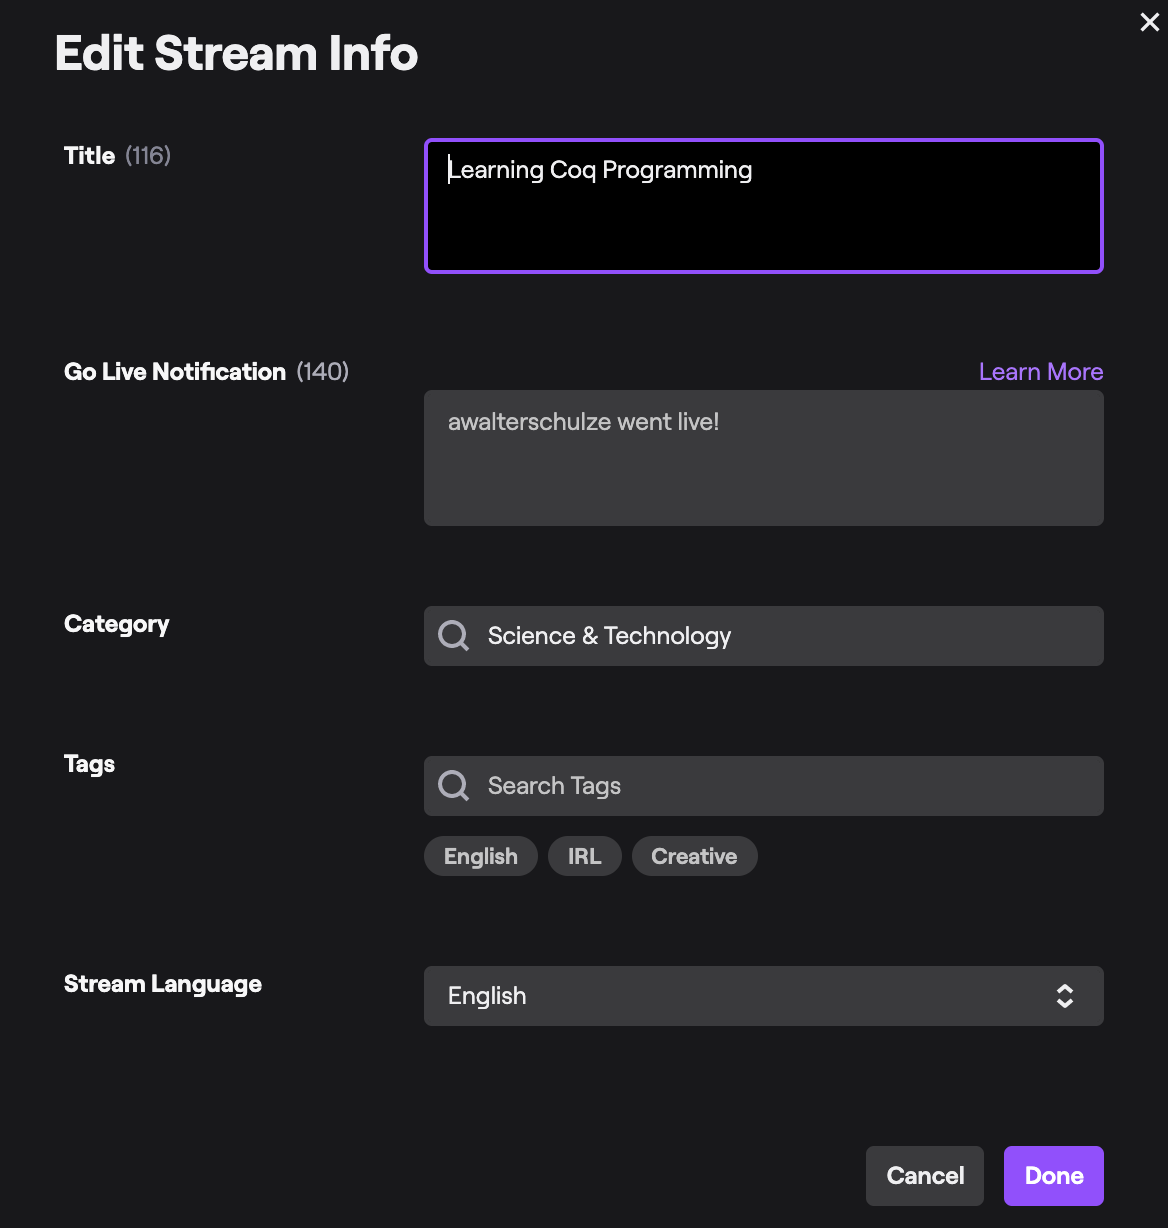 Edit Stream Info
Title (116)
Learning Coq Programming
Go Live Notification (140)
Learn More
awalterschulze went live!
Category
Science & Technology
Tags
Search Tags
English IRL Creative
Stream Language
English
Cancel Done